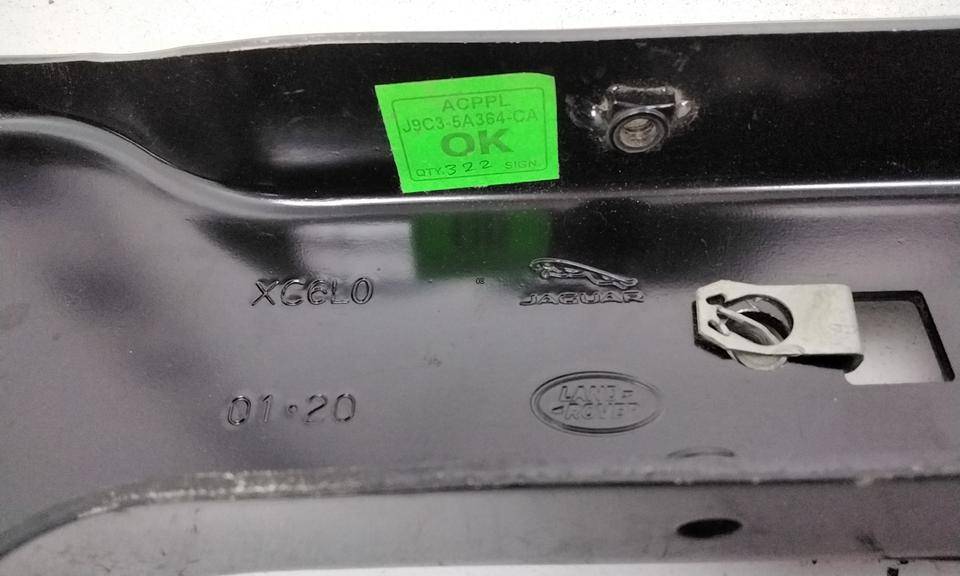 ACPPL
J9C3-5A364-CA
OK
QTY. 322 SIGN.
XC6L0
JAGUAR
01·20
LAND-
-ROVER